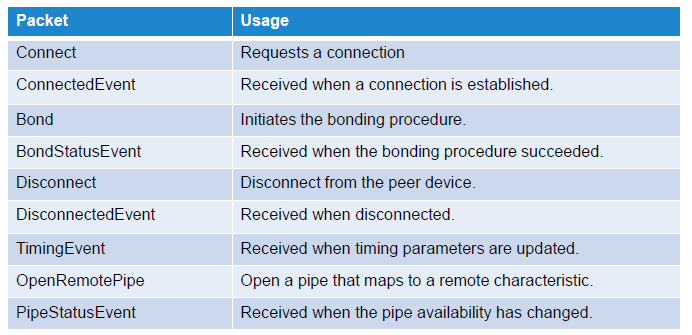 Packet Usage
Connect Requests a connection
ConnectedEvent Received when a connection is established.
Bond Initiates the bonding procedure.
BondStatusEvent Received when the bonding procedure succeeded.
Disconnect Disconnect from the peer device.
DisconnectedEvent Received when disconnected.
TimingEvent Received when timing parameters are updated.
OpenRemotePipe Open a pipe that maps to a remote characteristic.
PipeStatusEvent Received when the pipe availability has changed.